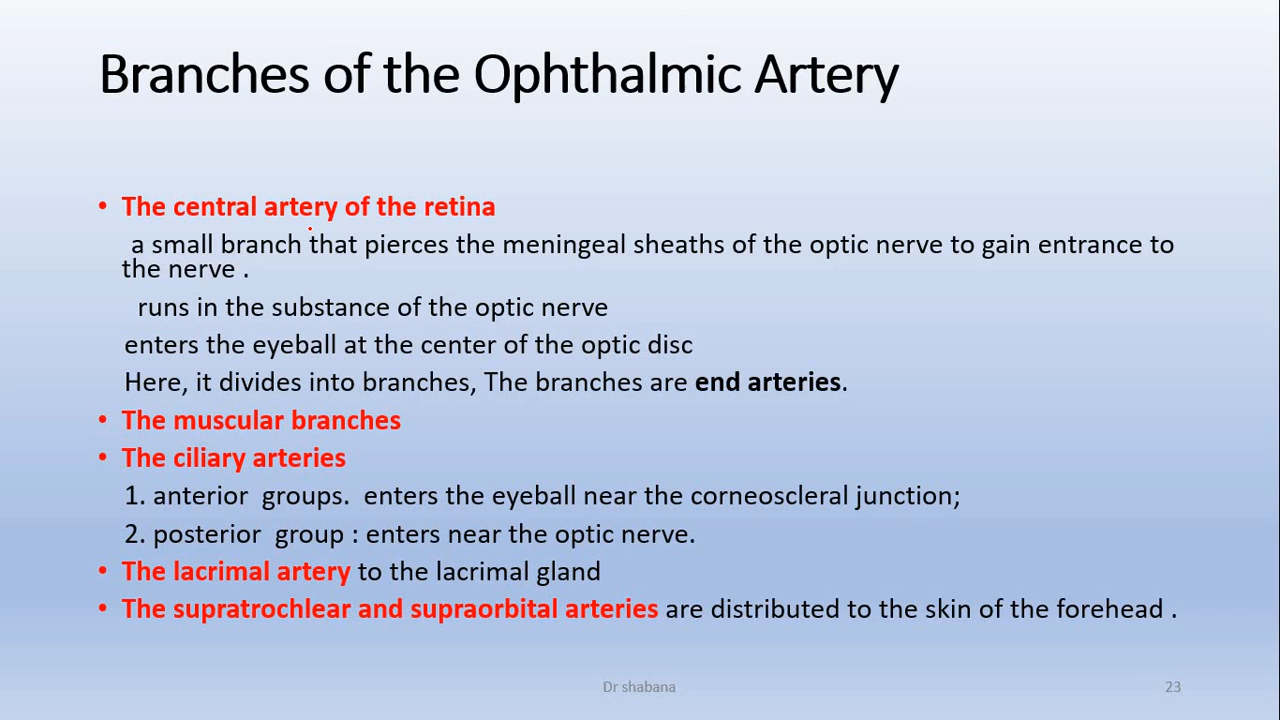 Branches of the Ophthalmic Artery
• The central artery of the retina
a small branch that pierces the meningeal sheaths of the optic nerve to gain entrance to
the nerve .
runs in the substance of the optic nerve
enters the eyeball at the center of the optic disc
Here, it divides into branches, The branches are end arteries.
• The muscular branches
• The ciliary arteries
1. anterior groups. enters the eyeball near the corneoscleral junction;
2. posterior group : enters near the optic nerve.
• The lacrimal artery to the lacrimal gland
• The supratrochlear and supraorbital arteries are distributed to the skin of the forehead .
Dr shabana
23